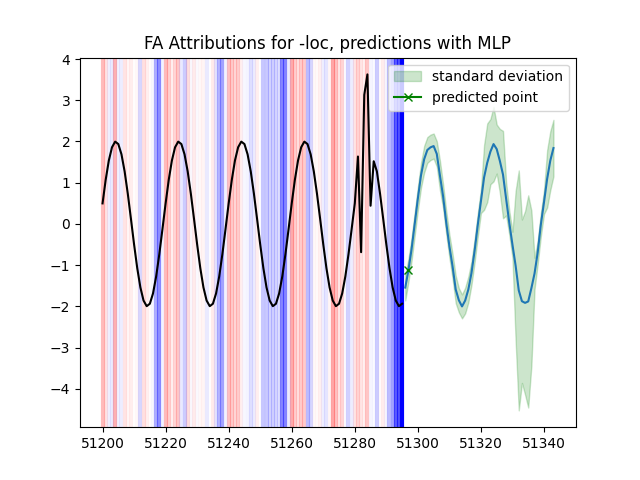 FA Attributions for -loc, predictions with MLP
standard deviation
predicted point
4
3
2
1
0
−1
−2
−3
−4
51200 51220 51240 51260 51280 51300 51320 51340